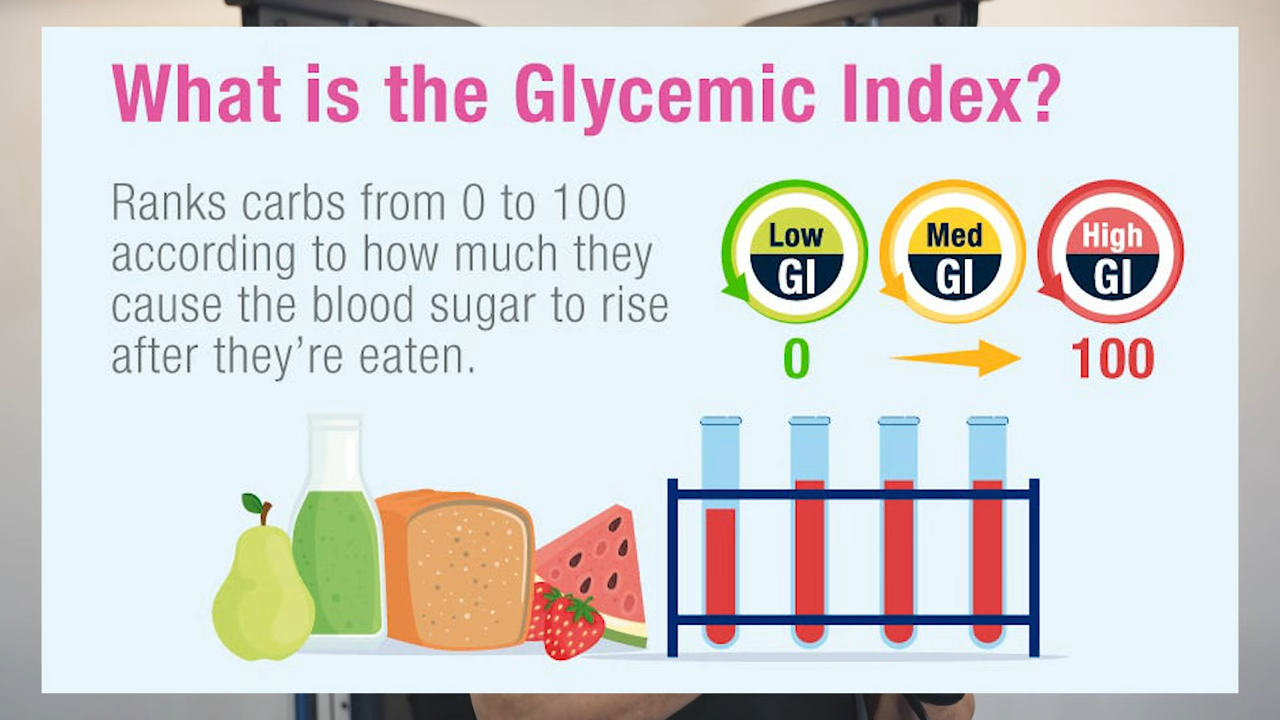 What is the Glycemic Index?
Ranks carbs from 0 to 100
according to how much they
cause the blood sugar to rise
after they’re eaten.
Low
GI
Med
GI
High
GI
0
100